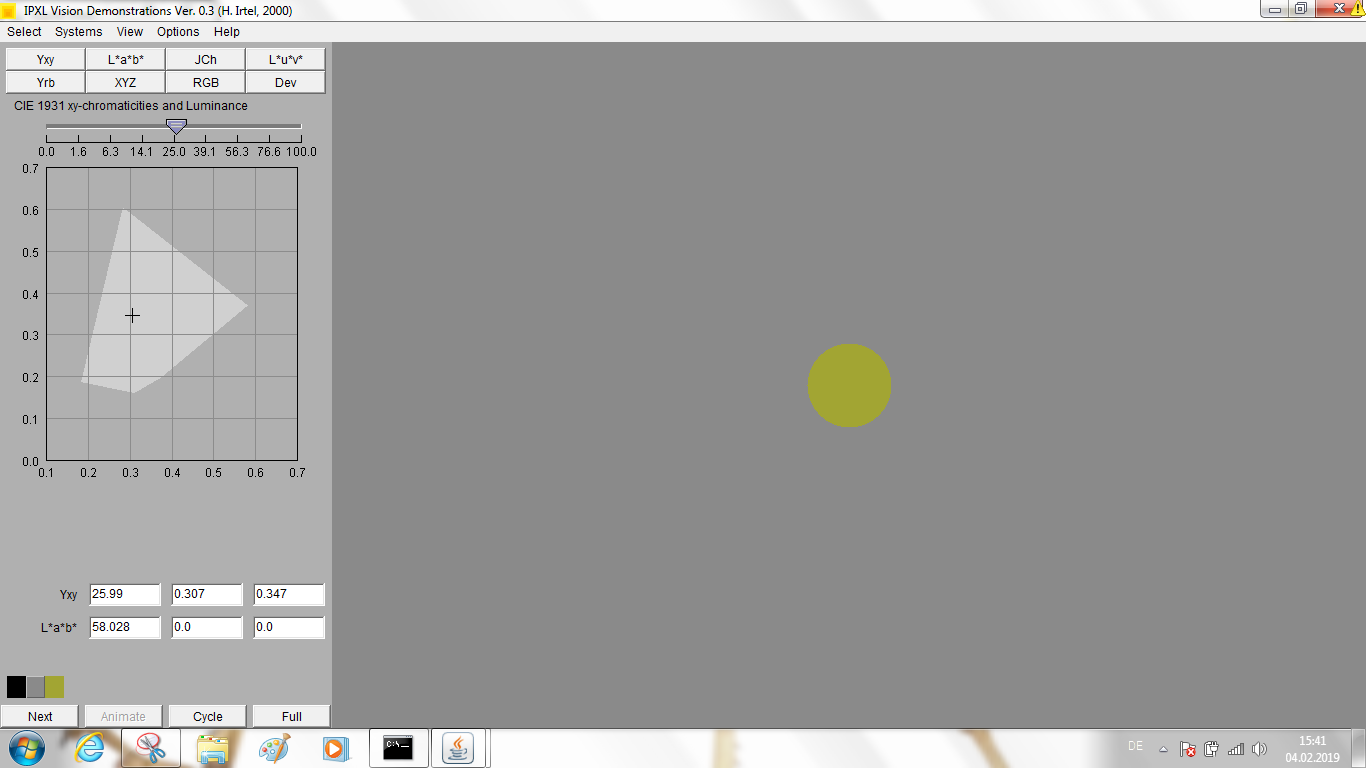 IPXL Vision Demonstrations Ver. 0.3 (H. Irtel, 2000)
Select Systems View Options Help
Yxy L*a*b* JCh L*u*v*
Yrb XYZ RGB Dev
CIE 1931 xy-chromaticities and Luminance
0.0 1.6 6.3 14.1 25.0 39.1 56.3 76.6 100.0
0.7
0.6
0.5
0.4
0.3
0.2
0.1
0.0
0.1 0.2 0.3 0.4 0.5 0.6 0.7
Yxy 25.99 0.307 0.347
L*a*b* 58.028 0.0 0.0
Next Animate Cycle Full
C:\_
DE
15:41
04.02.2019